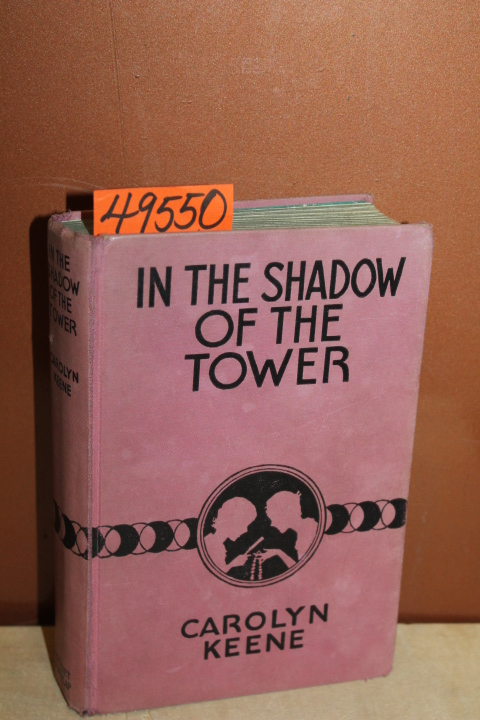 49550
IN THE SHADOW
OF THE
TOWER
CAROLYN
KEENE
IN THE
SHADOW
OF THE
TOWER
CAROLYN
KEENE